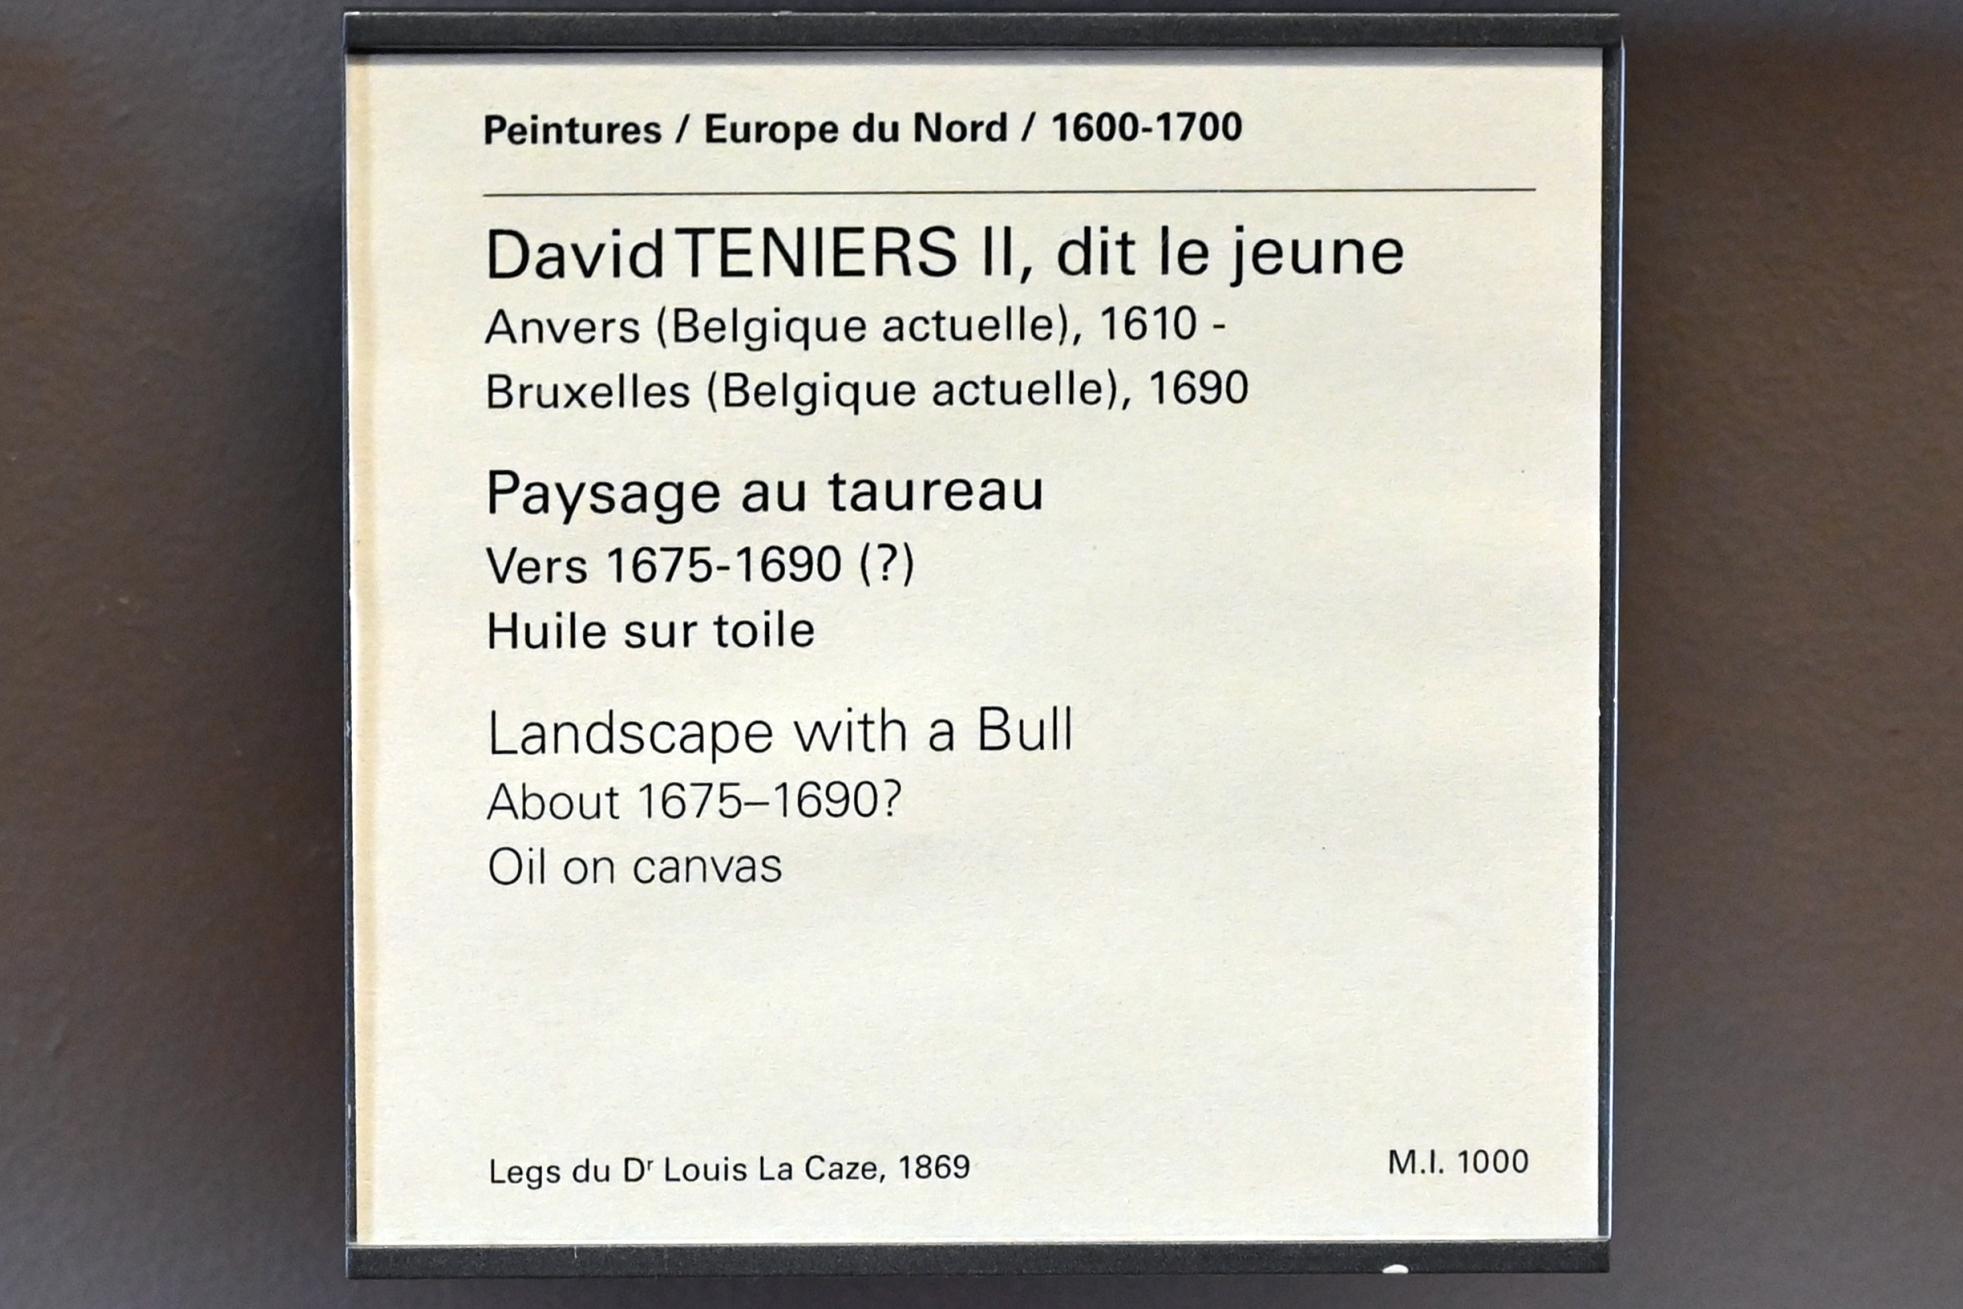 Peintures / Europe du Nord / 1600-1700
David TENIERS II, dit le jeune
Anvers (Belgique actuelle), 1610 -
Bruxelles (Belgique actuelle), 1690
Paysage au taureau
Vers 1675-1690 (?)
Huile sur toile
Landscape with a Bull
About 1675–1690?
Oil on canvas
Legs du Dʳ Louis La Caze, 1869
M.I. 1000